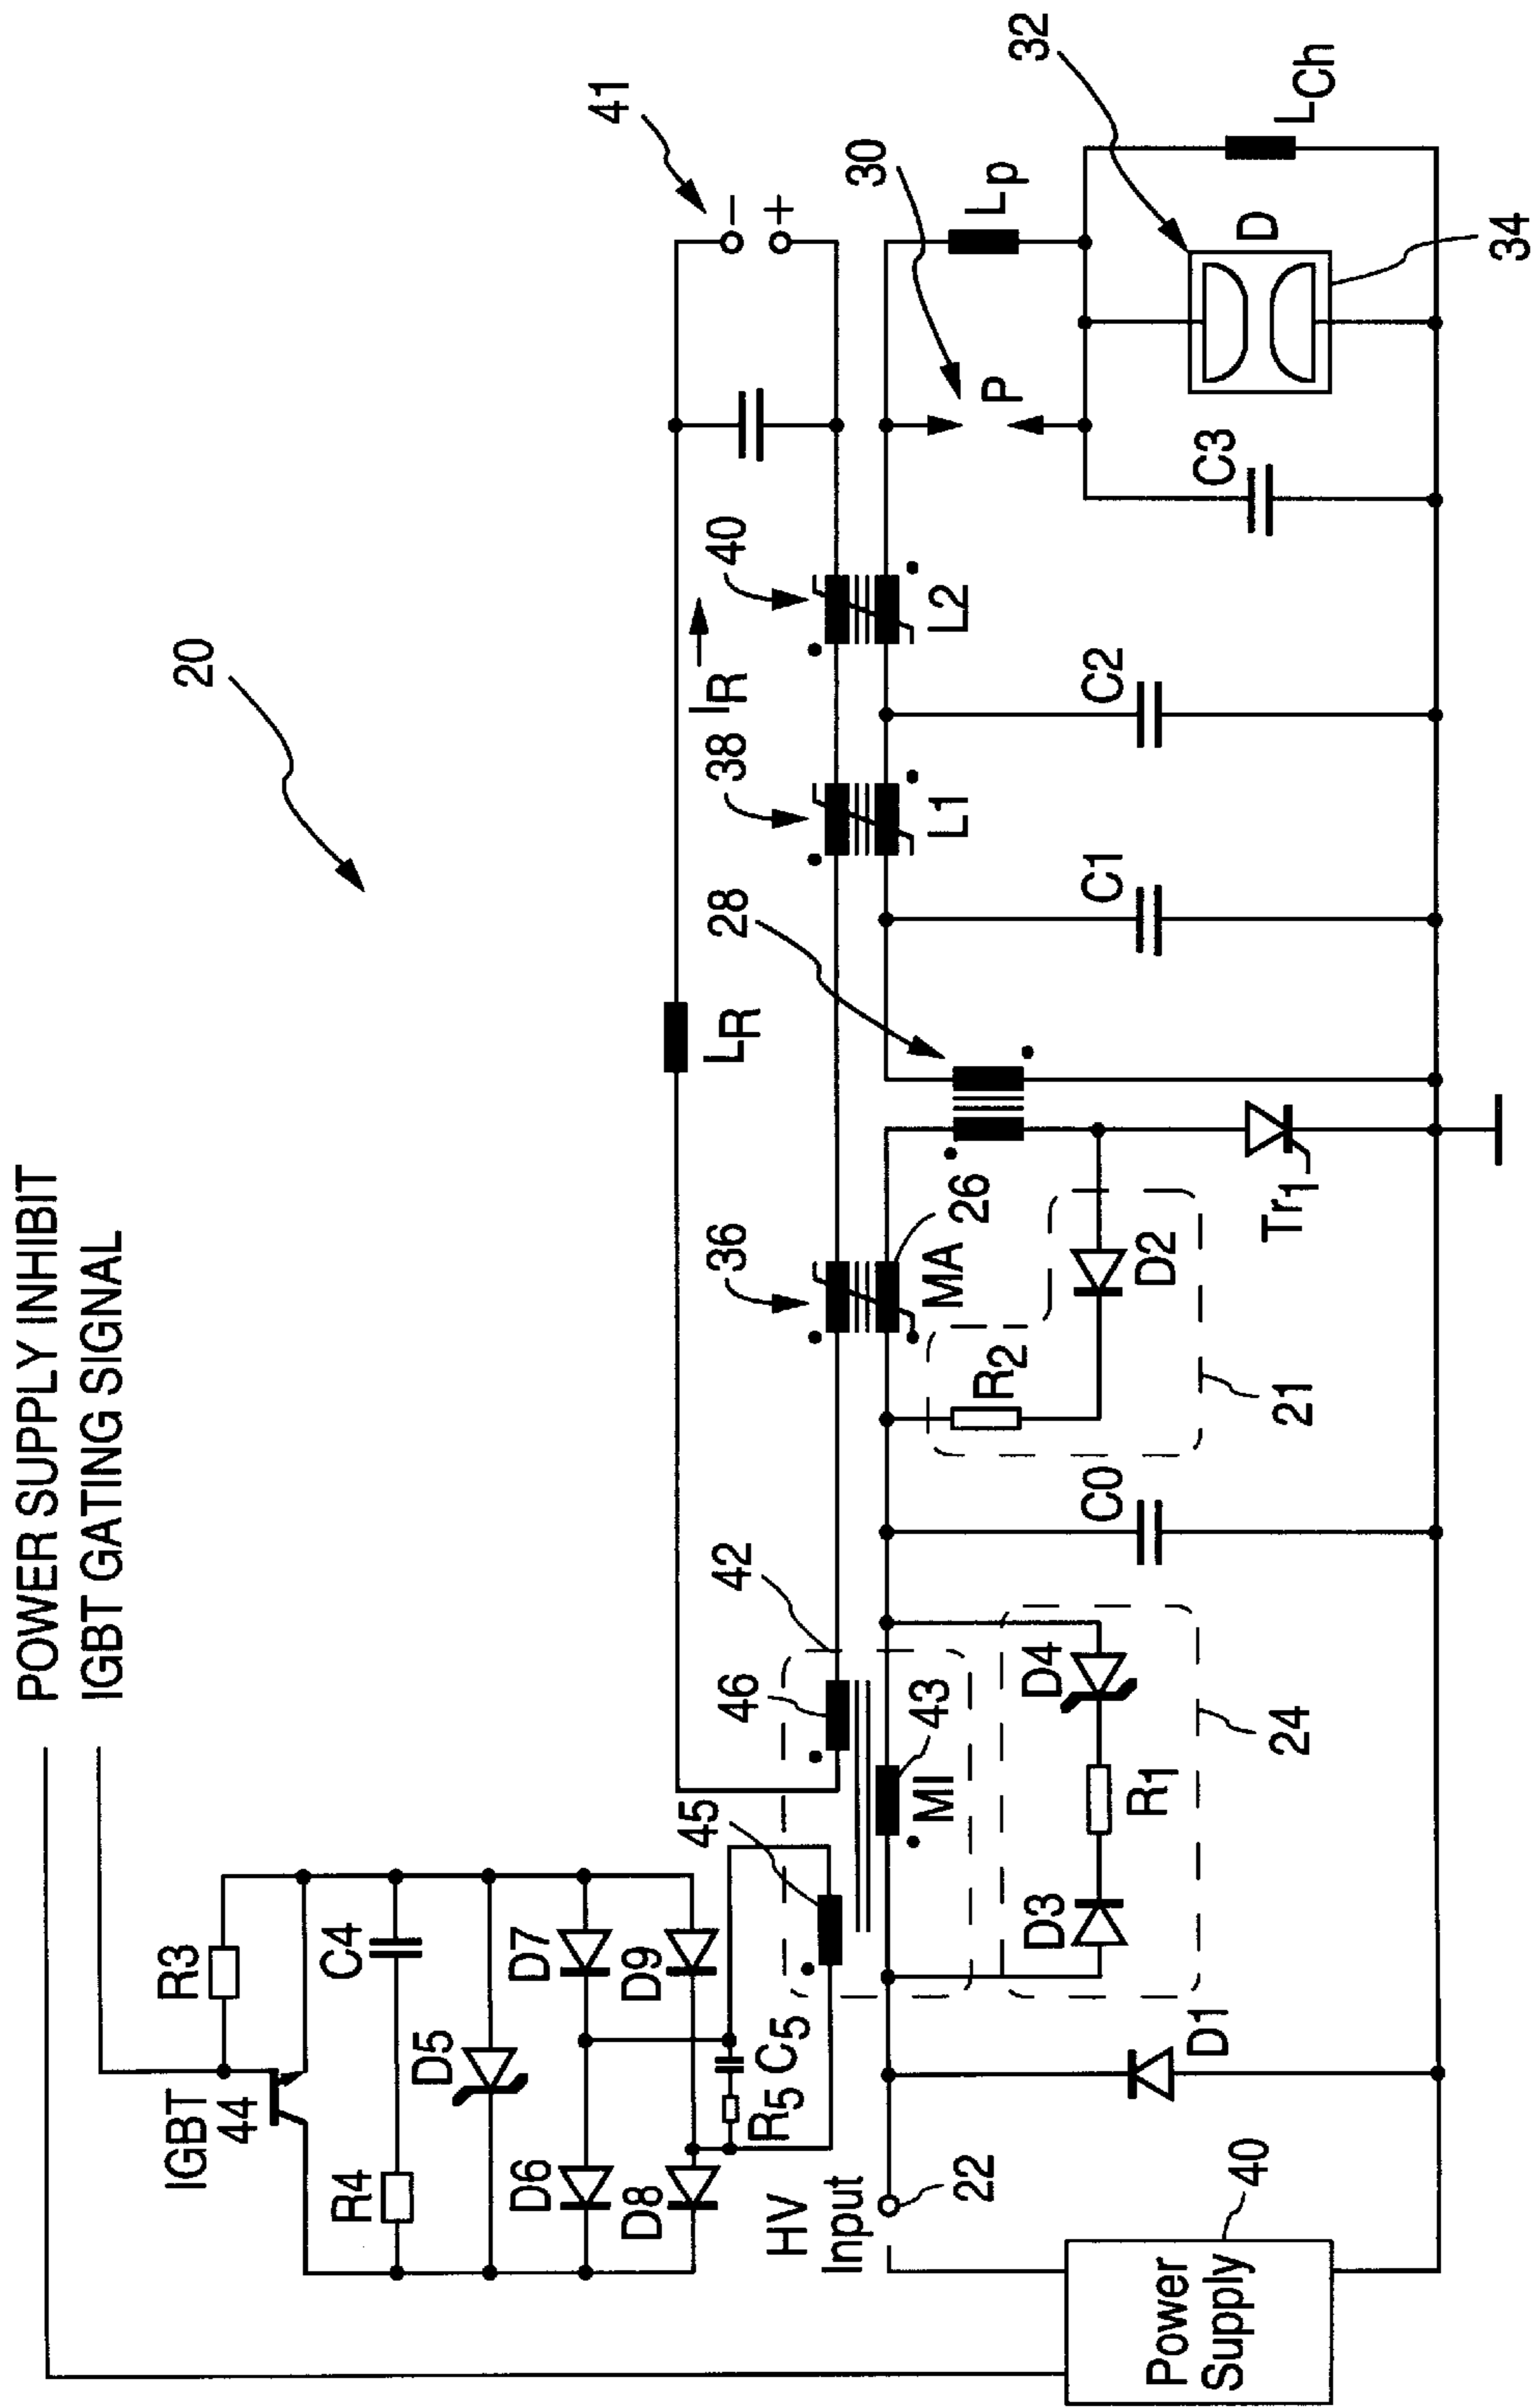 POWER SUPPLY INHIBIT
IGBT GATING SIGNAL
20
41
IGBT
44
R3
R4
C4
D5
D6
D7
D8
D9
R5
C5
45
46
42
LR
IR
36
38
40
28
30
32
HV
Input
22
MI
43
MA
26
L1
L2
P
Lp
D
LCh
34
D1
D3
R1
D4
24
C0
R2
D2
21
Tr1
C1
C2
C3
Power
Supply
40
−
+